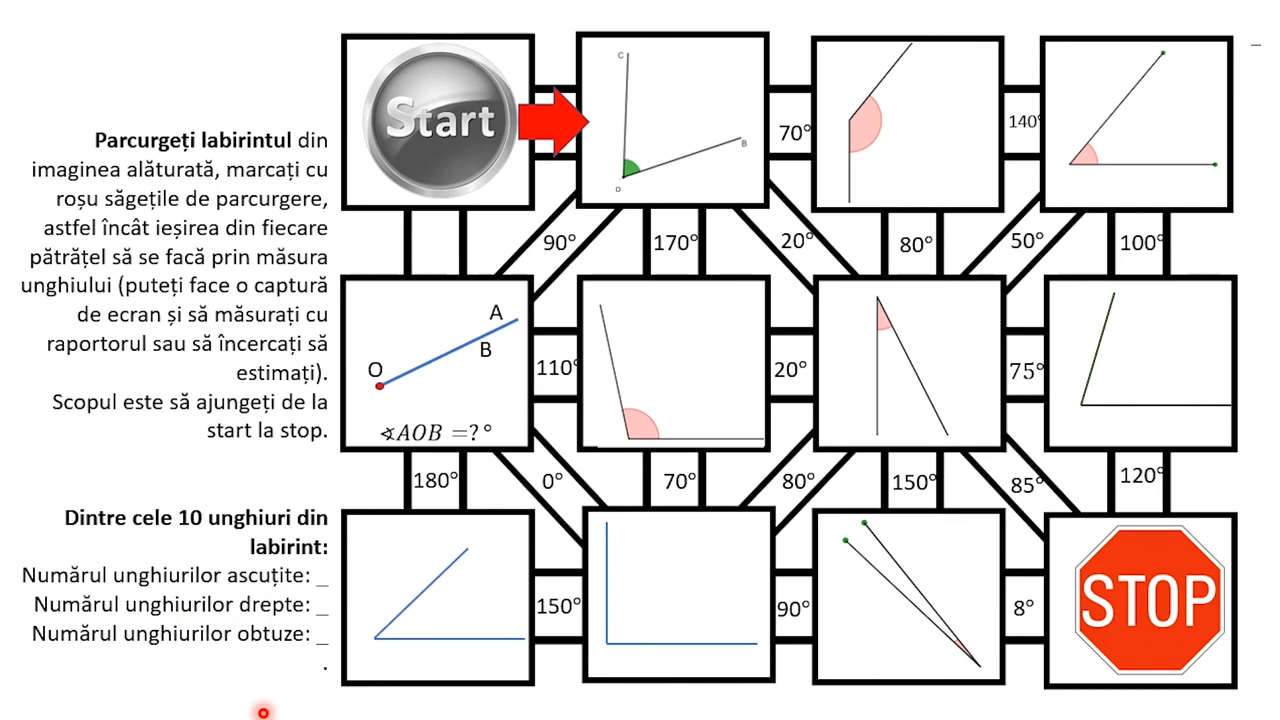 Parcurgeți labirintul din
imaginea alăturată, marcați cu
roșu săgețile de parcurgere,
astfel încât ieșirea din fiecare
pătrățel să se facă prin măsura
unghiului (puteți face o captură
de ecran și să măsurați cu
raportorul sau să încercați să
estimați).
Scopul este să ajungeți de la
start la stop.
Dintre cele 10 unghiuri din
labirint:
Numărul unghiurilor ascuțite: _
Numărul unghiurilor drepte: _
Numărul unghiurilor obtuze: _
.
Start
C
B
O
70°
140°
90°
170°
20°
80°
50°
100°
A
B
O
∢AOB =?°
110°
20°
75°
180°
0°
70°
80°
150°
85°
120°
150°
90°
8°
STOP